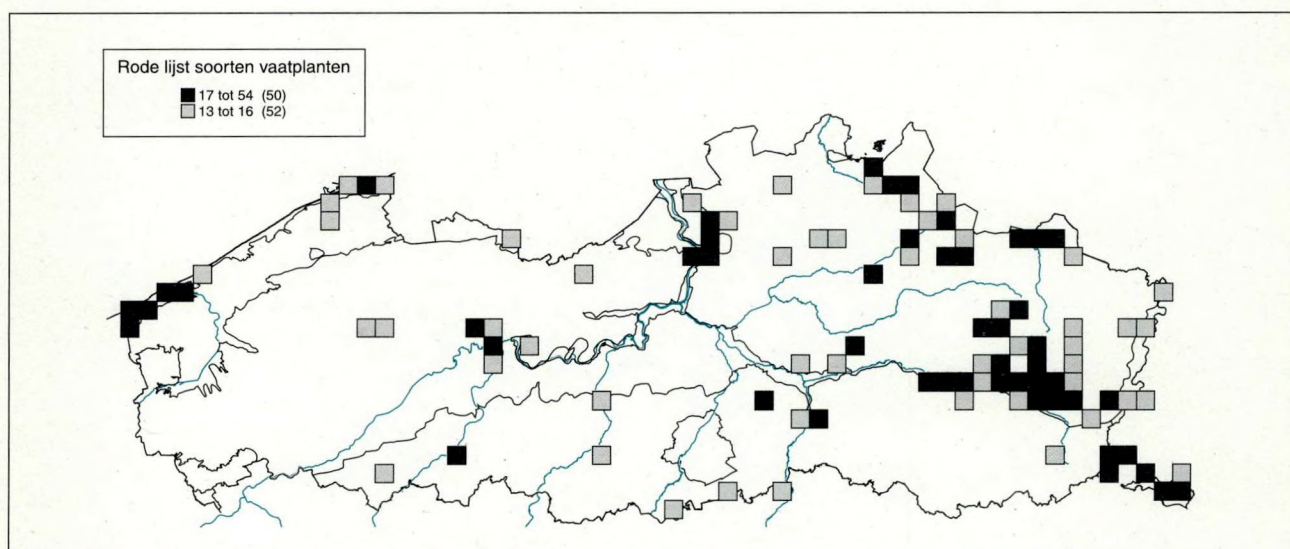 Rode lijst soorten vaatplanten
17 tot 54 (50)
13 tot 16 (52)